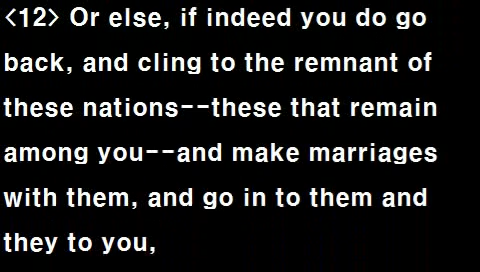 <12> Or else, if indeed you do go
back, and cling to the remnant of
these nations--these that remain
among you--and make marriages
with them, and go in to them and
they to you,